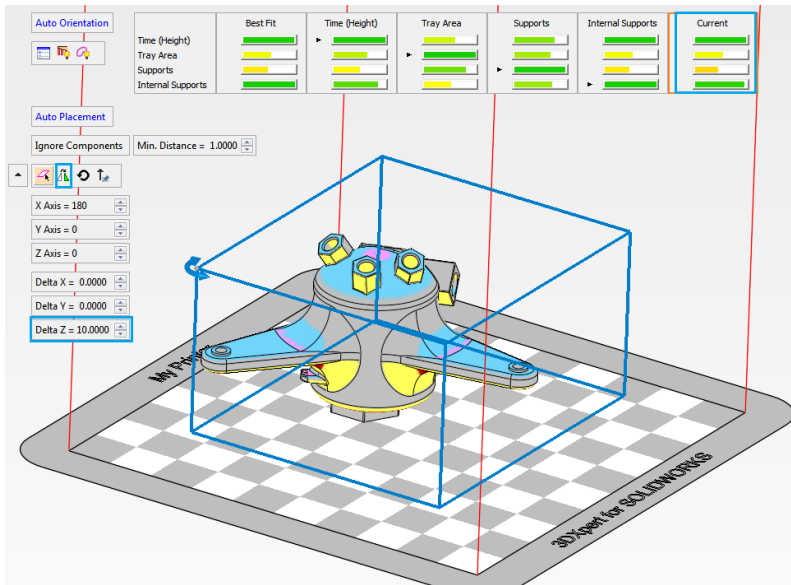 Auto Orientation
Best Fit Time (Height) Tray Area Supports Internal Supports Current
Time (Height)
Tray Area
Supports
Internal Supports
Auto Placement
Ignore Components Min. Distance = 1.0000
X Axis = 180
Y Axis = 0
Z Axis = 0
Delta X = 0.0000
Delta Y = 0.0000
Delta Z = 10.0000
My Printer
3DXpert for SOLIDWORKS